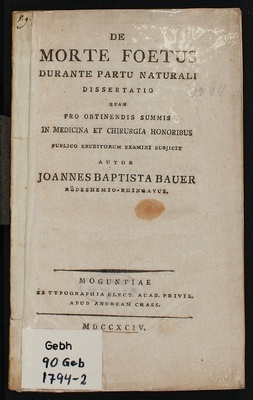 DE
MORTE FOETUS
DURANTE PARTU NATURALI
DISSERTATIO
QUAM
PRO OBTINENDIS SUMMIS
IN MEDICINA ET CHIRURGIA HONORIBUS
PUBLICO ERUDITORUM EXAMINI SUBJICIT
AUTOR
JOANNES BAPTISTA BAUER
RÜDESHEMIO-RHINGAVUS.
MOGUNTIAE
EX TYPOGRAPHIA ELECT. ACAD. PRIVIL.
APUD ANDREAM CRASS.
MDCCXCIV.
Gebh
90 Geb
1794-2